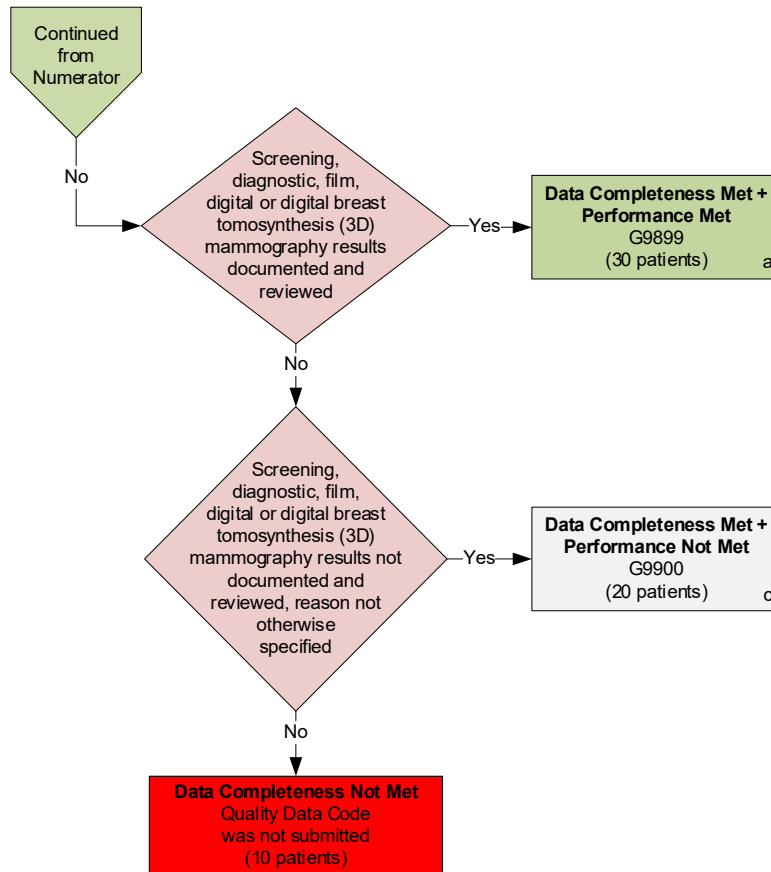 Continued
from
Numerator
No
Screening,
diagnostic, film,
digital or digital breast
tomosynthesis (3D)
mammography results
documented and
reviewed
Yes
Data Completeness Met +
Performance Met
G9899
(30 patients)
a
No
Screening,
diagnostic, film,
digital or digital breast
tomosynthesis (3D)
mammography results not
documented and
reviewed, reason not
otherwise
specified
Yes
Data Completeness Met +
Performance Not Met
G9900
(20 patients)
c
No
Data Completeness Not Met
Quality Data Code
was not submitted
(10 patients)